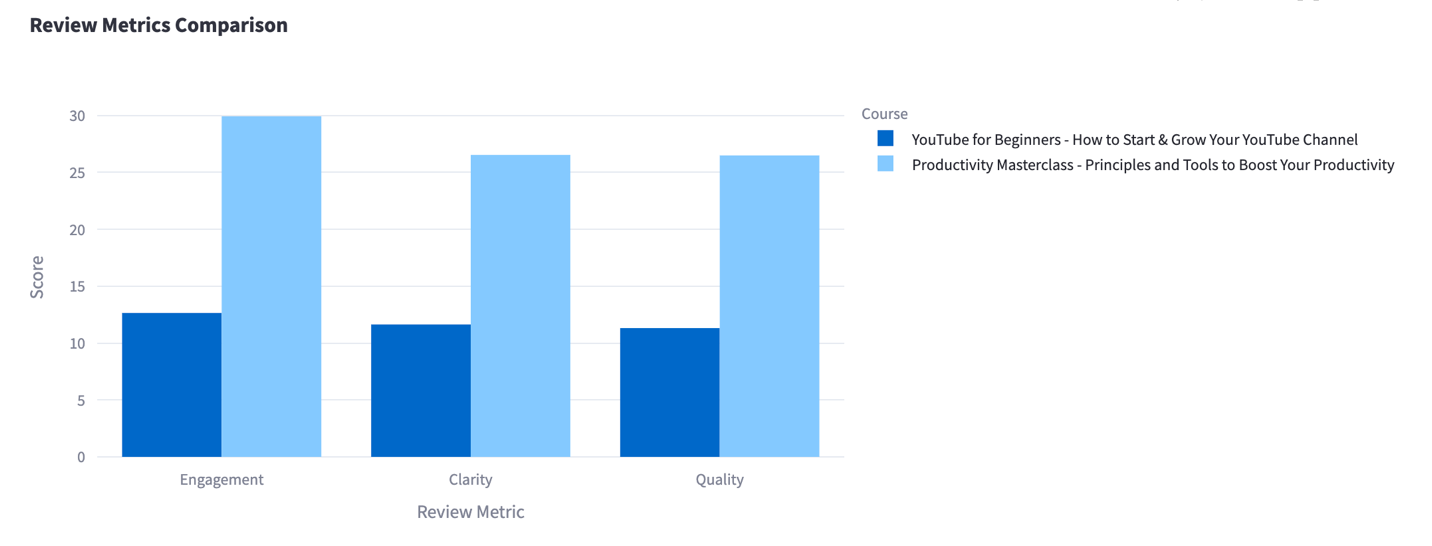 Review Metrics Comparison
30
25
20
15
10
5
0
Score
Engagement
Clarity
Quality
Review Metric
Course
YouTube for Beginners - How to Start & Grow Your YouTube Channel
Productivity Masterclass - Principles and Tools to Boost Your Productivity